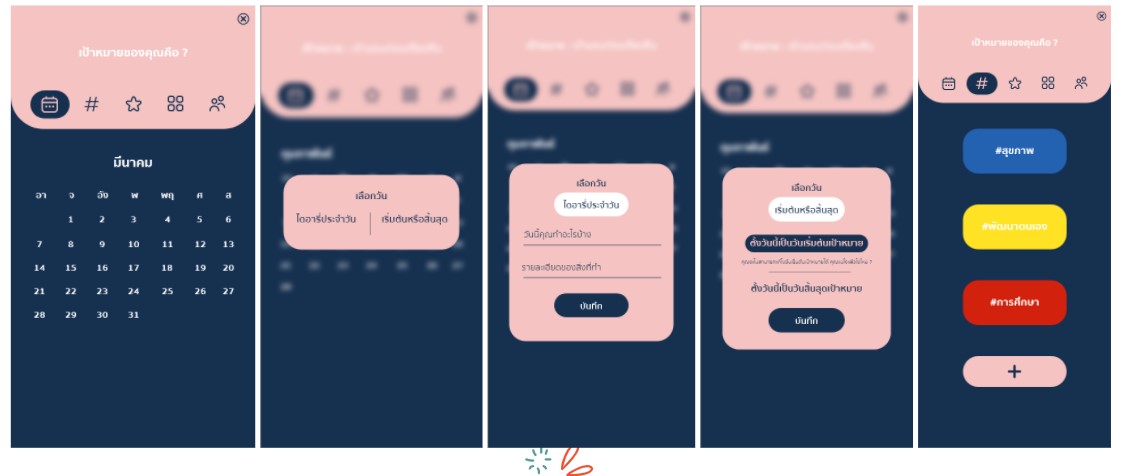 เป้าหมายของคุณคือ ?
มีนาคม
อา จ อัง พ พฤ ศ ส
1 2 3 4 5 6
7 8 9 10 11 12 13
14 15 16 17 18 19 20
21 22 23 24 25 26 27
28 29 30 31
เลือกวัน
ไดอารี่ประจำวัน เริ่มต้นหรือสิ้นสุด
เลือกวัน
ไดอารี่ประจำวัน
วันนี้คุณทำอะไรบ้าง
รายละเอียดของสิ่งที่ทำ
บันทึก
เลือกวัน
เริ่มต้นหรือสิ้นสุด
ตั้งวันนี้เป็นวันเริ่มต้นเป้าหมาย
ตั้งวันนี้เป็นวันสิ้นสุดเป้าหมาย
บันทึก
เป้าหมายของคุณคือ ?
#
#สุขภาพ
#พัฒนาตนเอง
#การศึกษา
+